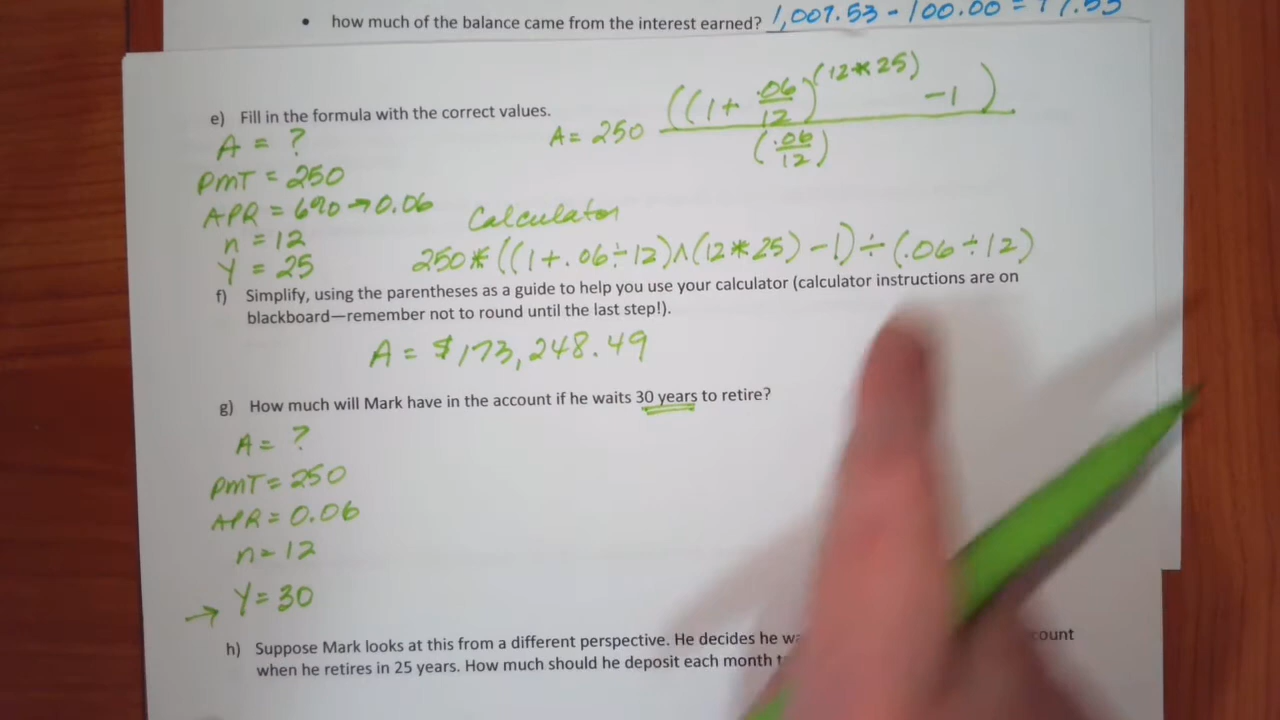 • how much of the balance came from the interest earned? 1,007.53 - 100.00 =
e) Fill in the formula with the correct values.
A = 250 ((1 + .06/12)^(12*25) - 1) / (.06/12)
A = ?
PMT = 250
APR = 6% → 0.06
n = 12
Y = 25
Calculator
250*((1+.06÷12)^(12*25)-1)÷(.06÷12)
f) Simplify, using the parentheses as a guide to help you use your calculator (calculator instructions are on
blackboard—remember not to round until the last step!).
A = $173,248.49
g) How much will Mark have in the account if he waits 30 years to retire?
A = ?
PMT = 250
APR = 0.06
n = 12
→ Y = 30
h) Suppose Mark looks at this from a different perspective. He decides he
when he retires in 25 years. How much should he deposit each month